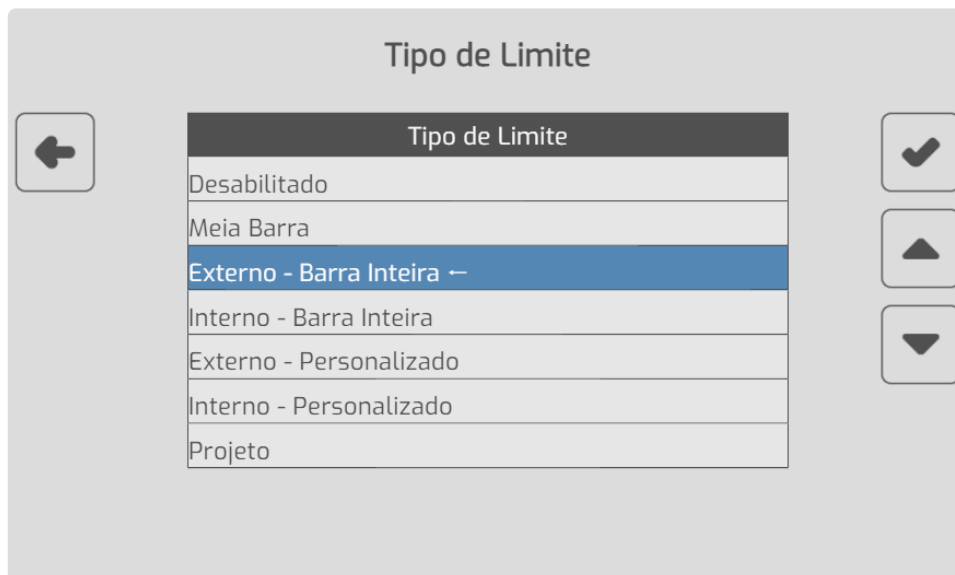 Tipo de Limite
Tipo de Limite
Desabilitado
Meia Barra
Externo - Barra Inteira ←
Interno - Barra Inteira
Externo - Personalizado
Interno - Personalizado
Projeto